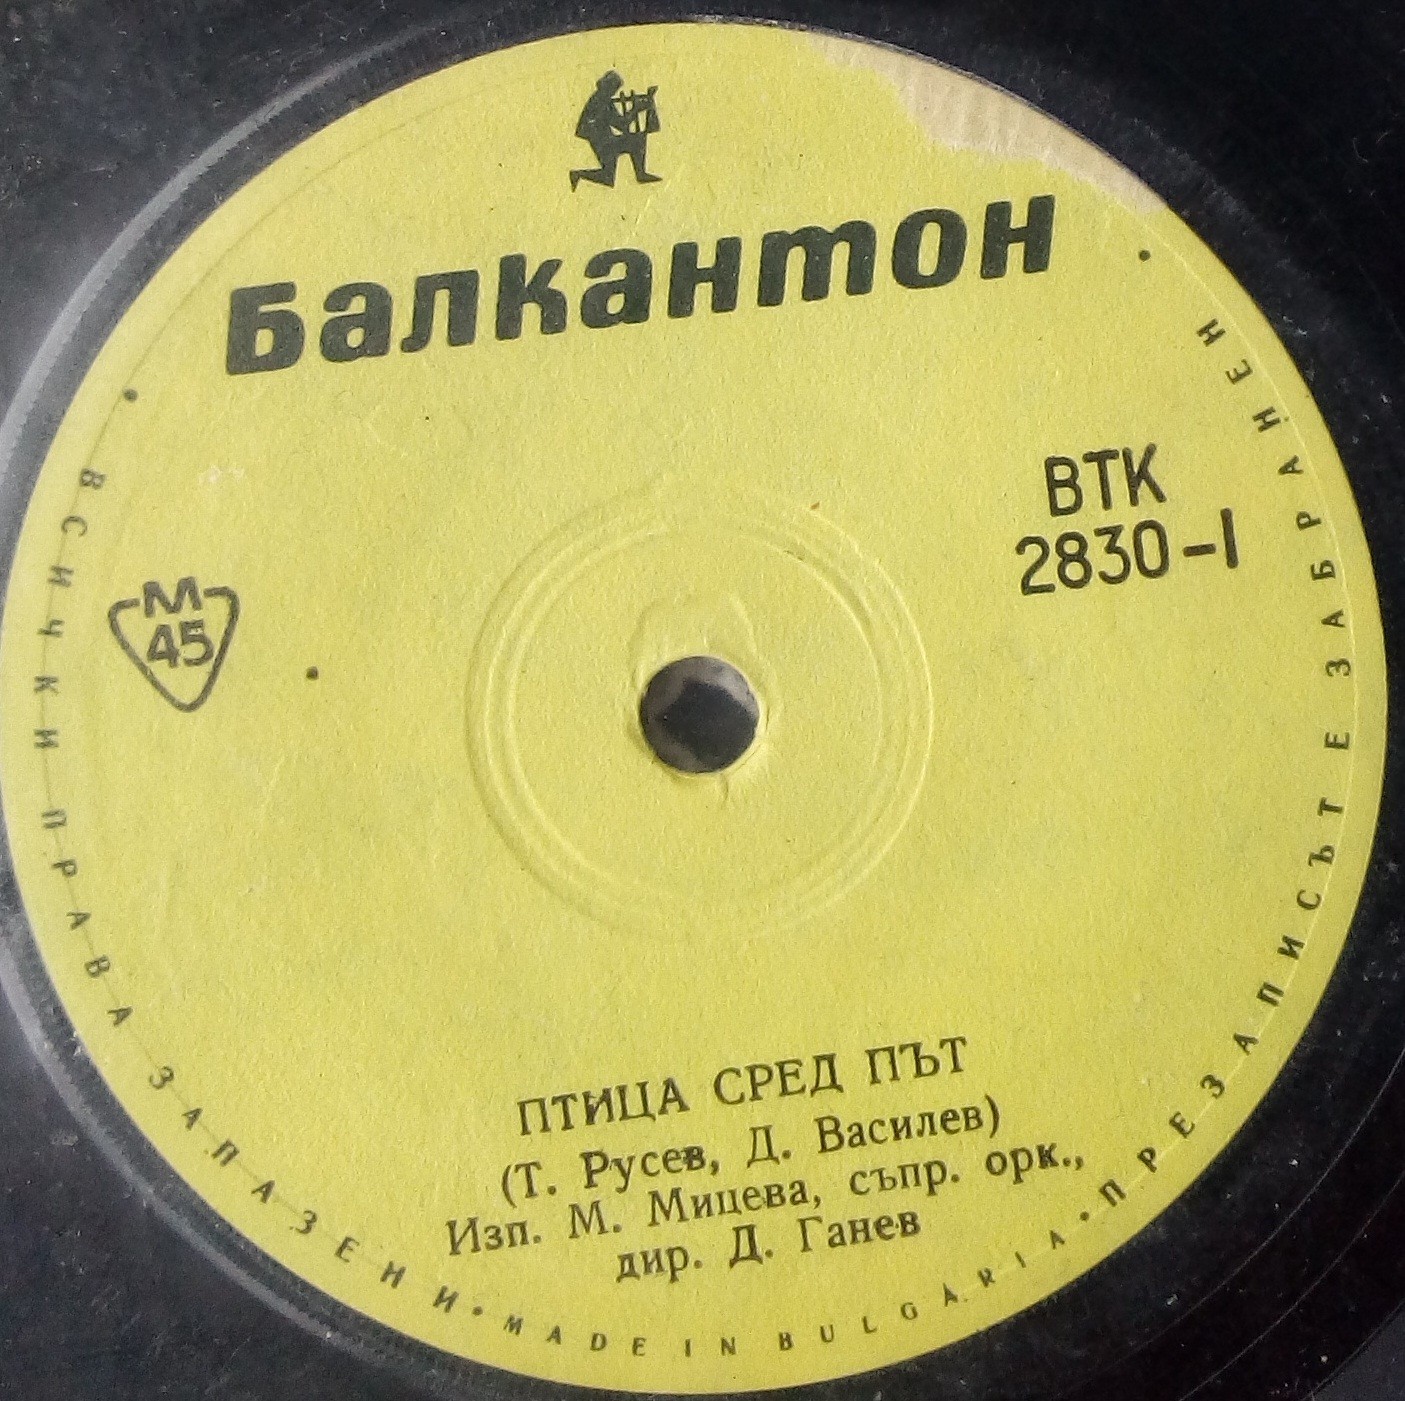 Балкантон
ВТК
2830-1
М
45
ПТИЦА СРЕД ПЪТ
(Т. Русев, Д. Василев)
Изп. М. Мицева, съпр. орк.,
дир. Д. Ганев
• ВСИЧКИ ПРАВА ЗАПАЗЕНИ • MADE IN BULGARIA • ПРЕЗАПИСЪТ Е ЗАБРАНЕН •